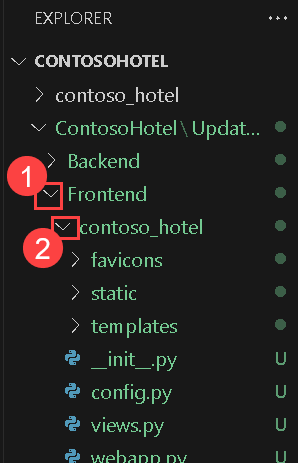 EXPLORER ...
CONTOSOHOTEL
contoso_hotel
ContosoHotel\Updat...
Backend
1 Frontend
2 contoso_hotel
favicons
static
templates
__init__.py U
config.py U
views.py U
webapp.py U